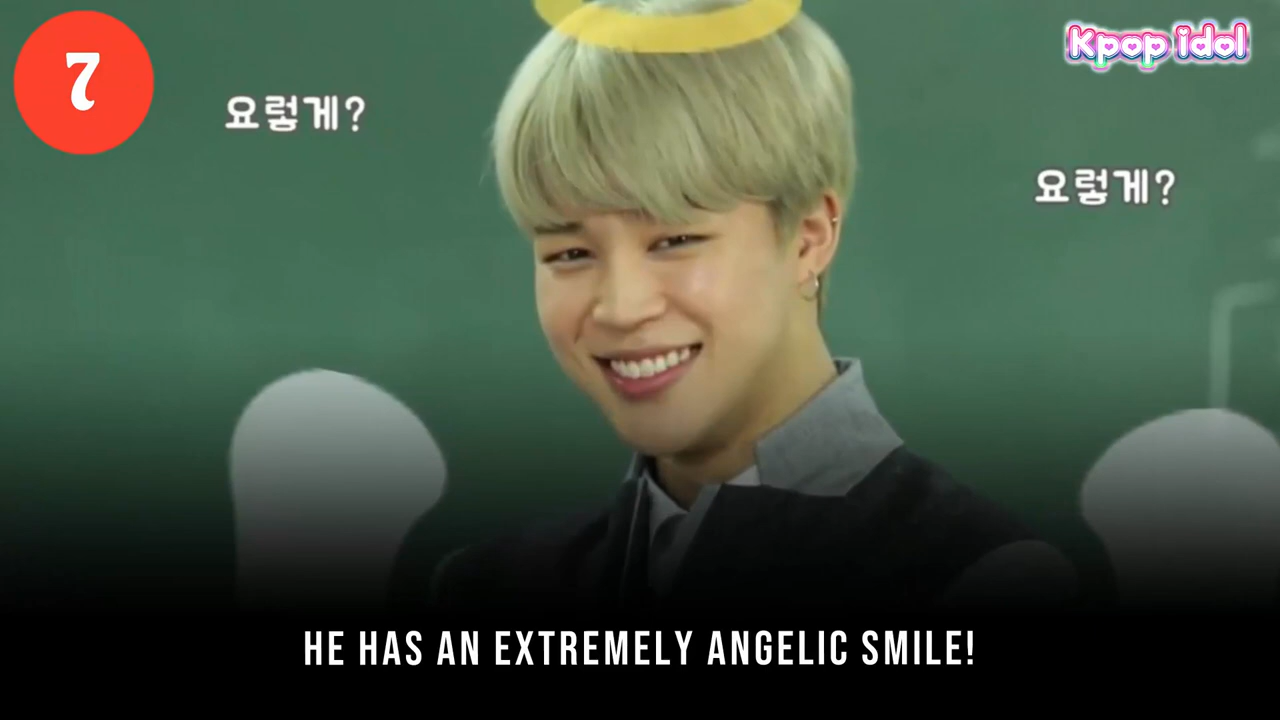 7
Kpop idol
요렇게?
요렇게?
HE HAS AN EXTREMELY ANGELIC SMILE!